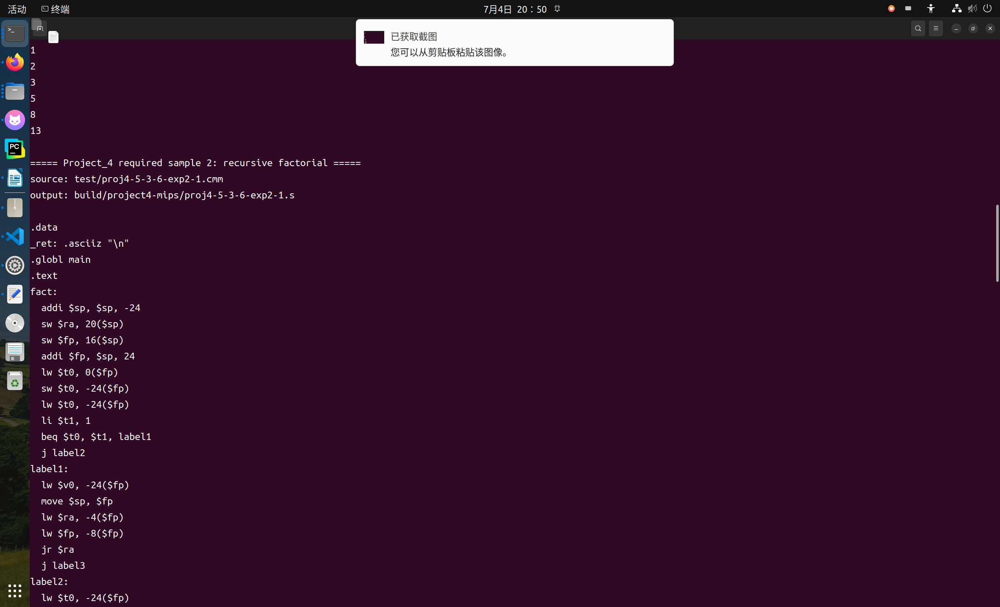 活动
终端
7月4日 20：50
已获取截图
您可以从剪贴板粘贴该图像。
1
2
3
5
8
13
===== Project_4 required sample 2: recursive factorial =====
source: test/proj4-5-3-6-exp2-1.cmm
output: build/project4-mips/proj4-5-3-6-exp2-1.s
.data
_ret: .asciiz "\n"
.globl main
.text
fact:
addi $sp, $sp, -24
sw $ra, 20($sp)
sw $fp, 16($sp)
addi $fp, $sp, 24
lw $t0, 0($fp)
sw $t0, -24($fp)
lw $t0, -24($fp)
li $t1, 1
beq $t0, $t1, label1
j label2
label1:
lw $v0, -24($fp)
move $sp, $fp
lw $ra, -4($fp)
lw $fp, -8($fp)
jr $ra
j label3
label2:
lw $t0, -24($fp)
PC